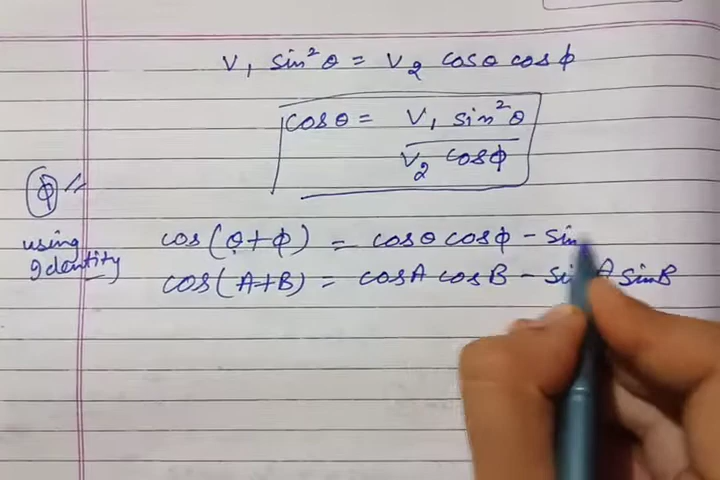 V₁ sin²θ = V₂ cosθ cosϕ
cosθ = V₁ sin²θ / V₂ cosϕ
ϕ
using identity
cos(θ+ϕ) = cosθ cosϕ - sin
cos(A+B) = cosA cosB - sinA sinB